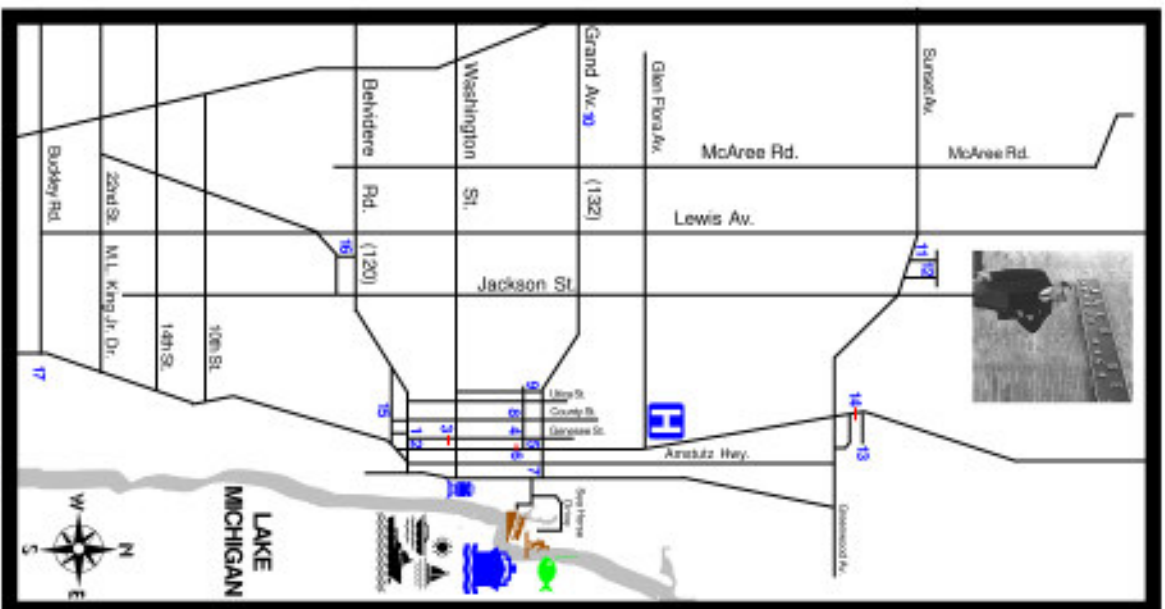 Grand Av. 10
(132)
Washington St.
Belvidere Rd. (120)
Glen Flora Av.
Sunset Av.
McAree Rd.
McAree Rd.
Lewis Av.
Jackson St.
Buckley Rd.
22nd St.
M.L. King Jr. Dr.
14th St.
10th St.
16
11
12
17
15
1
2
3
9
8
4
5
6
7
14
13
Utica St.
County St.
Genesee St.
H
Amstutz Hwy.
Greenwood Av.
Sea Horse
Drive
LAKE
MICHIGAN
N
W
E
S